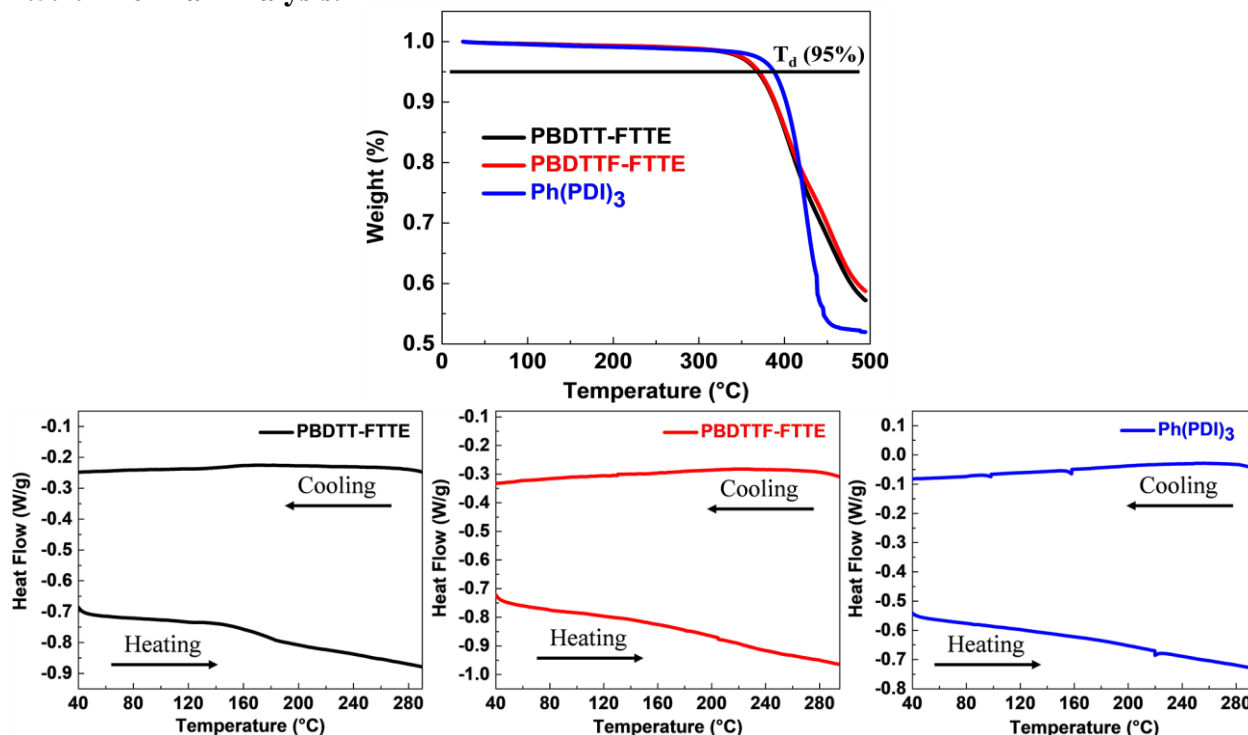 T_d (95%)
PBDTT-FTTE
PBDTTF-FTTE
Ph(PDI)_3
Weight (%)
1.0
0.9
0.8
0.7
0.6
0.5
0 100 200 300 400 500
Temperature (°C)
PBDTT-FTTE
Cooling
Heating
Heat Flow (W/g)
-0.1
-0.2
-0.3
-0.4
-0.5
-0.6
-0.7
-0.8
-0.9
40 80 120 160 200 240 280
Temperature (°C)
PBDTTF-FTTE
Cooling
Heating
Heat Flow (W/g)
-0.1
-0.2
-0.3
-0.4
-0.5
-0.6
-0.7
-0.8
-0.9
-1.0
40 80 120 160 200 240 280
Temperature (°C)
Ph(PDI)_3
Cooling
Heating
Heat Flow (W/g)
0.1
0.0
-0.1
-0.2
-0.3
-0.4
-0.5
-0.6
-0.7
-0.8
40 80 120 160 200 240 280
Temperature (°C)